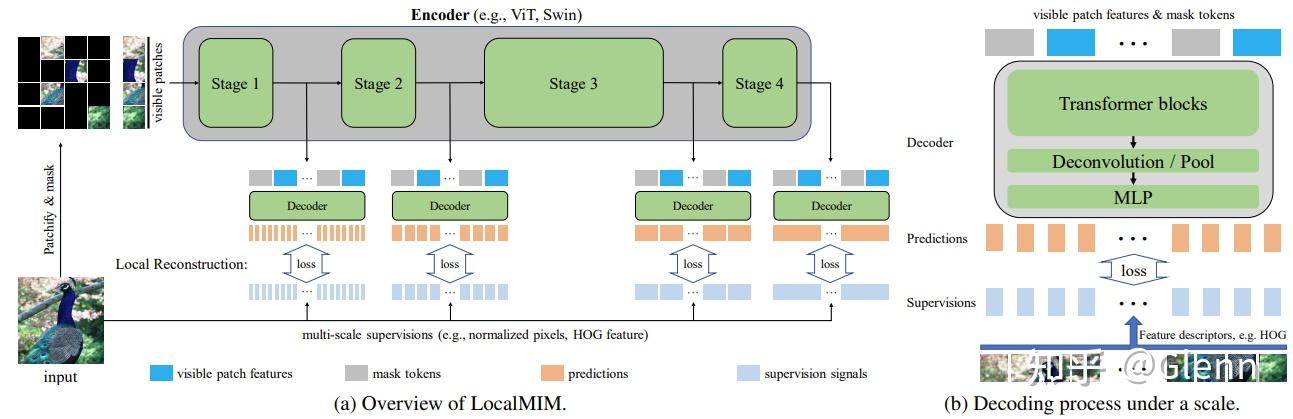 Encoder (e.g., ViT, Swin)
Stage 1
Stage 2
Stage 3
Stage 4
visible patches
Patchify & mask
Decoder
Decoder
Decoder
Decoder
...
...
...
...
Local Reconstruction:
loss
loss
loss
loss
multi-scale supervisions (e.g., normalized pixels, HOG feature)
input
visible patch features
mask tokens
predictions
supervision signals
(a) Overview of LocalMIM.
visible patch features & mask tokens
...
Decoder
Transformer blocks
Deconvolution / Pool
MLP
Predictions
...
loss
Supervisions
...
Feature descriptors, e.g. HOG
知乎 @Glenn
(b) Decoding process under a scale.